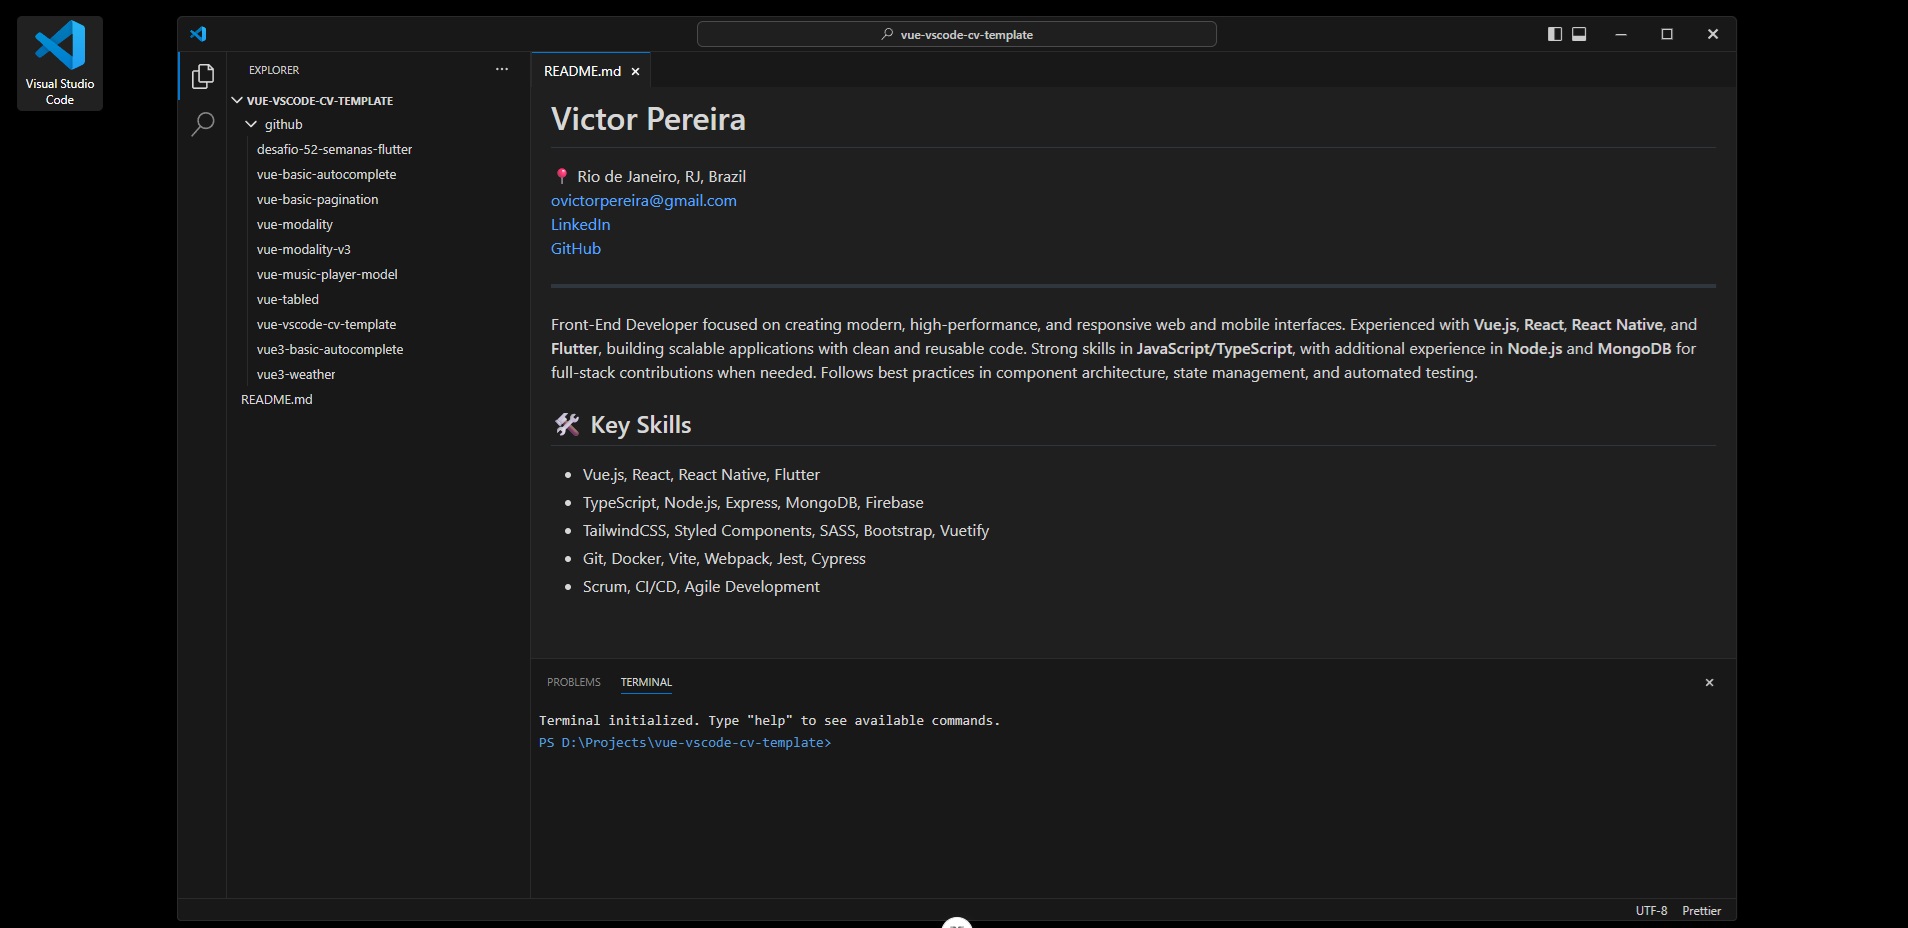 Visual Studio
Code
vue-vscode-cv-template
EXPLORER
VUE-VSCODE-CV-TEMPLATE
github
desafio-52-semanas-flutter
vue-basic-autocomplete
vue-basic-pagination
vue-modality
vue-modality-v3
vue-music-player-model
vue-tabled
vue-vscode-cv-template
vue3-basic-autocomplete
vue3-weather
README.md
README.md
Victor Pereira
📍 Rio de Janeiro, RJ, Brazil
ovictorpereira@gmail.com
LinkedIn
GitHub
Front-End Developer focused on creating modern, high-performance, and responsive web and mobile interfaces. Experienced with Vue.js, React, React Native, and
Flutter, building scalable applications with clean and reusable code. Strong skills in JavaScript/TypeScript, with additional experience in Node.js and MongoDB for
full-stack contributions when needed. Follows best practices in component architecture, state management, and automated testing.
🛠 Key Skills
• Vue.js, React, React Native, Flutter
• TypeScript, Node.js, Express, MongoDB, Firebase
• TailwindCSS, Styled Components, SASS, Bootstrap, Vuetify
• Git, Docker, Vite, Webpack, Jest, Cypress
• Scrum, CI/CD, Agile Development
PROBLEMS TERMINAL
Terminal initialized. Type "help" to see available commands.
PS D:\Projects\vue-vscode-cv-template>
UTF-8 Prettier